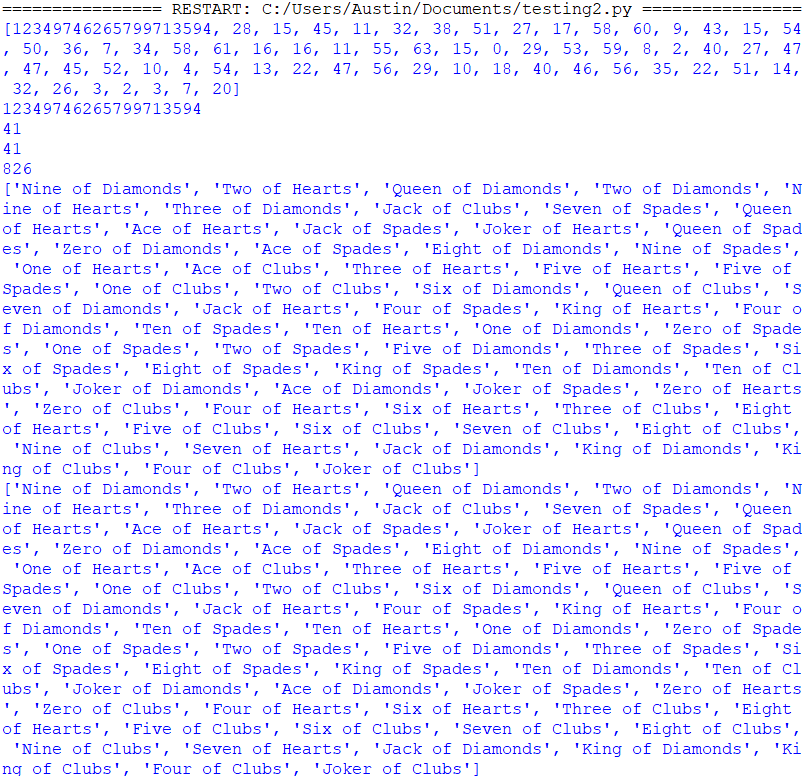 ================ RESTART: C:/Users/Austin/Documents/testing2.py ================
[12349746265799713594, 28, 15, 45, 11, 32, 38, 51, 27, 17, 58, 60, 9, 43, 15, 54
, 50, 36, 7, 34, 58, 61, 16, 16, 11, 55, 63, 15, 0, 29, 53, 59, 8, 2, 40, 27, 47
, 47, 45, 52, 10, 4, 54, 13, 22, 47, 56, 29, 10, 18, 40, 46, 56, 35, 22, 51, 14,
 32, 26, 3, 2, 3, 7, 20]
12349746265799713594
41
41
826
['Nine of Diamonds', 'Two of Hearts', 'Queen of Diamonds', 'Two of Diamonds', 'N
ine of Hearts', 'Three of Diamonds', 'Jack of Clubs', 'Seven of Spades', 'Queen 
of Hearts', 'Ace of Hearts', 'Jack of Spades', 'Joker of Hearts', 'Queen of Spad
es', 'Zero of Diamonds', 'Ace of Spades', 'Eight of Diamonds', 'Nine of Spades',
 'One of Hearts', 'Ace of Clubs', 'Three of Hearts', 'Five of Hearts', 'Five of 
Spades', 'One of Clubs', 'Two of Clubs', 'Six of Diamonds', 'Queen of Clubs', 'S
even of Diamonds', 'Jack of Hearts', 'Four of Spades', 'King of Hearts', 'Four o
f Diamonds', 'Ten of Spades', 'Ten of Hearts', 'One of Diamonds', 'Zero of Spade
s', 'One of Spades', 'Two of Spades', 'Five of Diamonds', 'Three of Spades', 'Si
x of Spades', 'Eight of Spades', 'King of Spades', 'Ten of Diamonds', 'Ten of Cl
ubs', 'Joker of Diamonds', 'Ace of Diamonds', 'Joker of Spades', 'Zero of Hearts
', 'Zero of Clubs', 'Four of Hearts', 'Six of Hearts', 'Three of Clubs', 'Eight 
of Hearts', 'Five of Clubs', 'Six of Clubs', 'Seven of Clubs', 'Eight of Clubs',
 'Nine of Clubs', 'Seven of Hearts', 'Jack of Diamonds', 'King of Diamonds', 'Ki
ng of Clubs', 'Four of Clubs', 'Joker of Clubs']
['Nine of Diamonds', 'Two of Hearts', 'Queen of Diamonds', 'Two of Diamonds', 'N
ine of Hearts', 'Three of Diamonds', 'Jack of Clubs', 'Seven of Spades', 'Queen 
of Hearts', 'Ace of Hearts', 'Jack of Spades', 'Joker of Hearts', 'Queen of Spad
es', 'Zero of Diamonds', 'Ace of Spades', 'Eight of Diamonds', 'Nine of Spades',
 'One of Hearts', 'Ace of Clubs', 'Three of Hearts', 'Five of Hearts', 'Five of 
Spades', 'One of Clubs', 'Two of Clubs', 'Six of Diamonds', 'Queen of Clubs', 'S
even of Diamonds', 'Jack of Hearts', 'Four of Spades', 'King of Hearts', 'Four o
f Diamonds', 'Ten of Spades', 'Ten of Hearts', 'One of Diamonds', 'Zero of Spade
s', 'One of Spades', 'Two of Spades', 'Five of Diamonds', 'Three of Spades', 'Si
x of Spades', 'Eight of Spades', 'King of Spades', 'Ten of Diamonds', 'Ten of Cl
ubs', 'Joker of Diamonds', 'Ace of Diamonds', 'Joker of Spades', 'Zero of Hearts
', 'Zero of Clubs', 'Four of Hearts', 'Six of Hearts', 'Three of Clubs', 'Eight 
of Hearts', 'Five of Clubs', 'Six of Clubs', 'Seven of Clubs', 'Eight of Clubs',
 'Nine of Clubs', 'Seven of Hearts', 'Jack of Diamonds', 'King of Diamonds', 'Ki
ng of Clubs', 'Four of Clubs', 'Joker of Clubs']